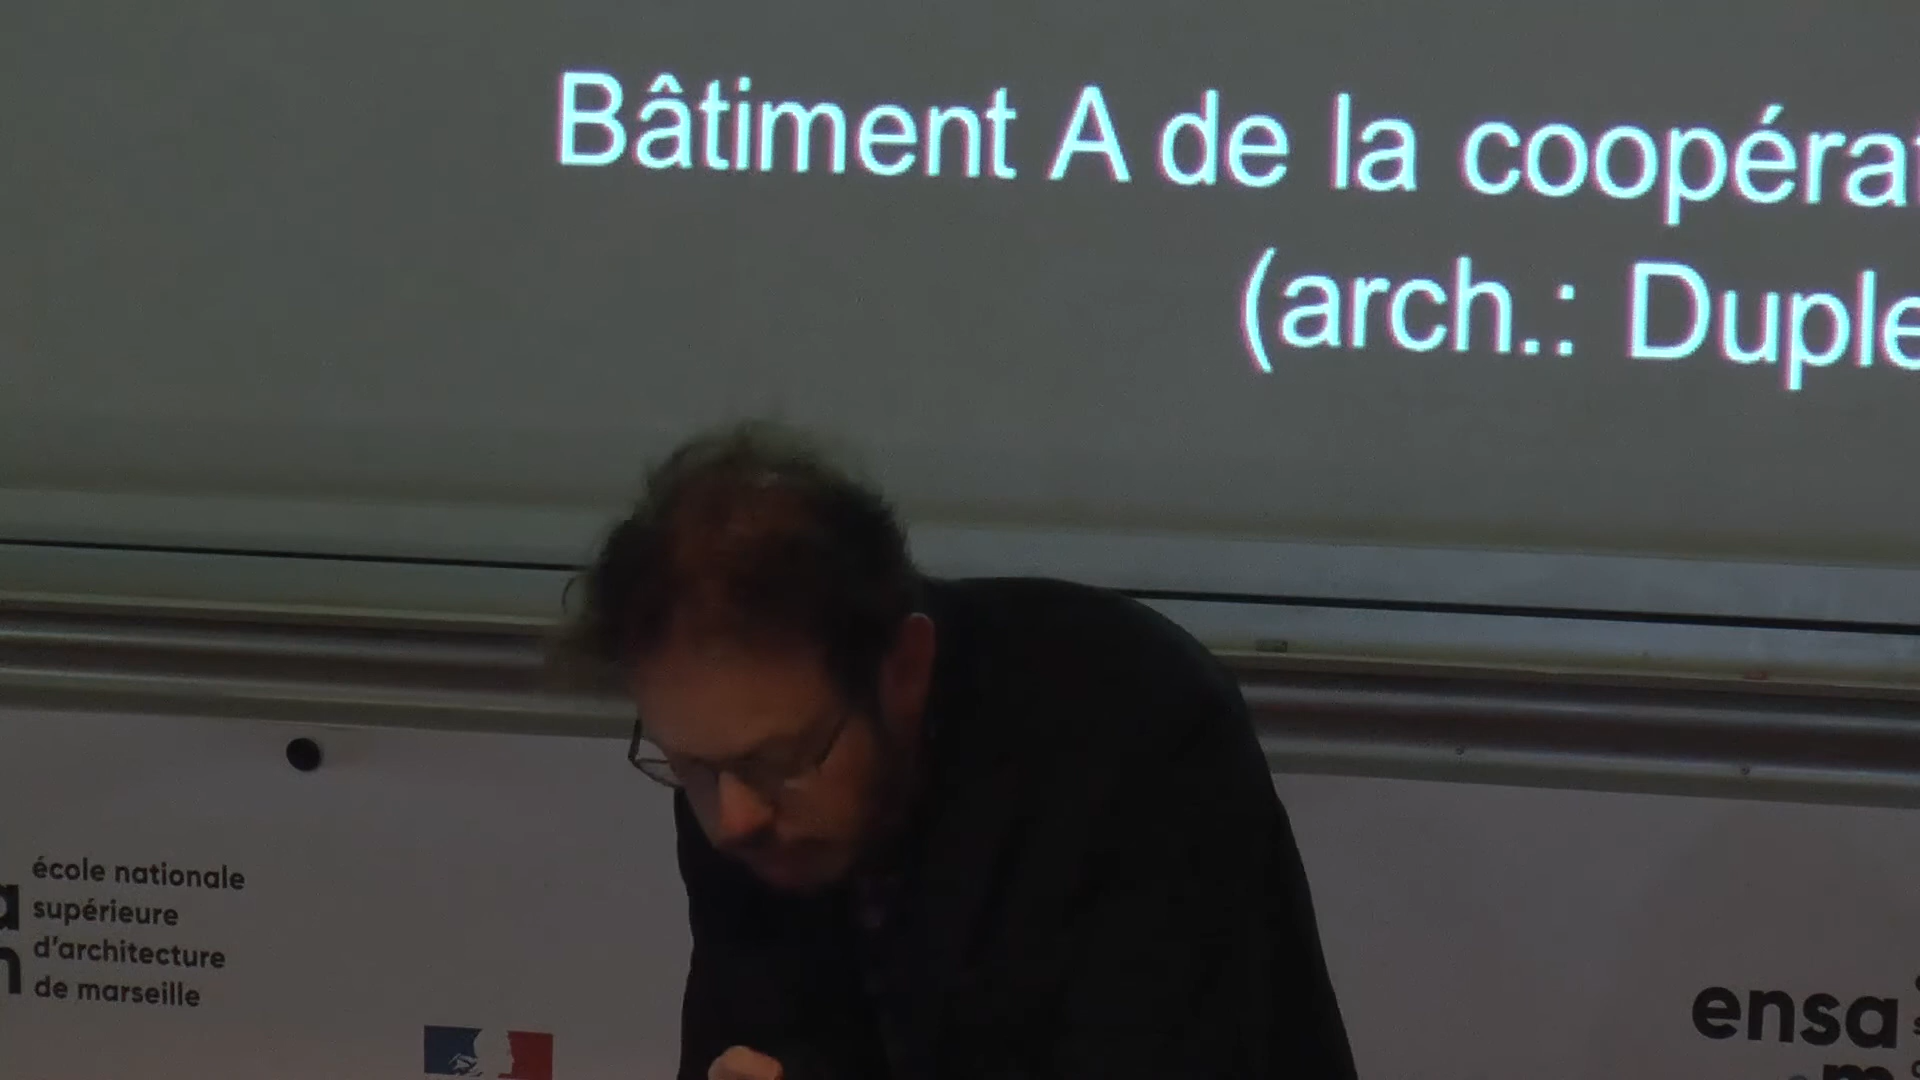 Bâtiment A de la coopérat
(arch.: Duple
école nationale
supérieure
d'architecture
de marseille
ensa